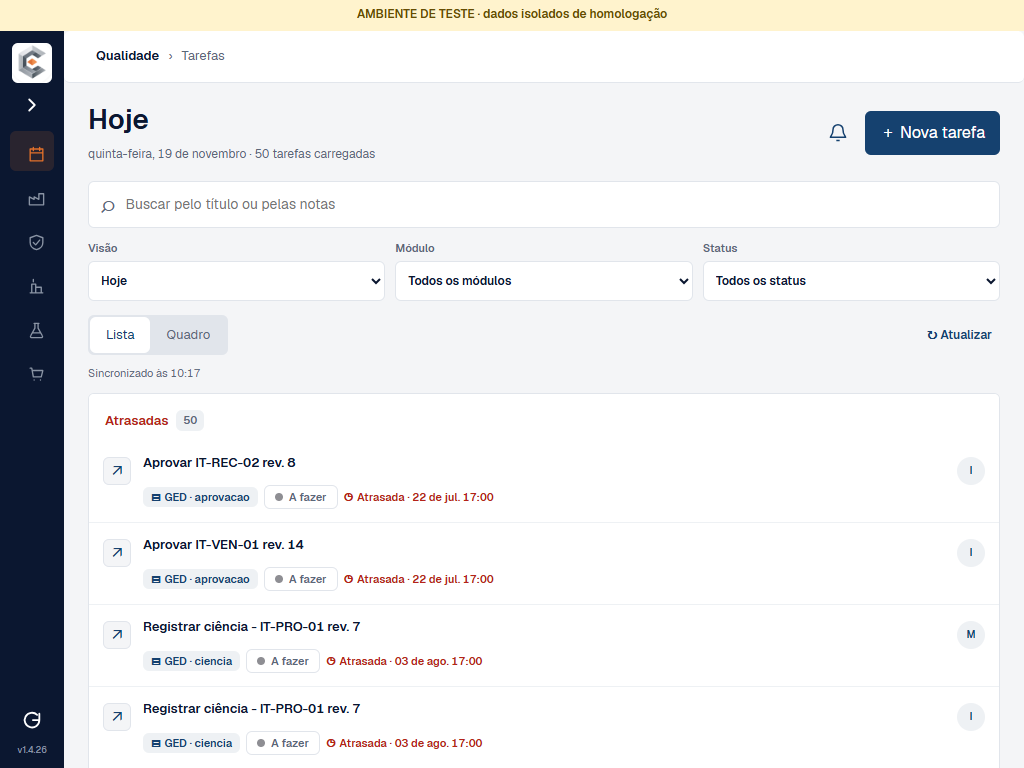 AMBIENTE DE TESTE · dados isolados de homologação
Qualidade › Tarefas
Hoje
quinta-feira, 19 de novembro · 50 tarefas carregadas
+ Nova tarefa
Buscar pelo título ou pelas notas
Visão Módulo Status
Hoje Todos os módulos Todos os status
Lista Quadro
↻ Atualizar
Sincronizado às 10:17
Atrasadas 50
Aprovar IT-REC-02 rev. 8
I
GED · aprovacao A fazer Atrasada · 22 de jul. 17:00
Aprovar IT-VEN-01 rev. 14
I
GED · aprovacao A fazer Atrasada · 22 de jul. 17:00
Registrar ciência - IT-PRO-01 rev. 7
M
GED · ciencia A fazer Atrasada · 03 de ago. 17:00
Registrar ciência - IT-PRO-01 rev. 7
I
GED · ciencia A fazer Atrasada · 03 de ago. 17:00
v1.4.26